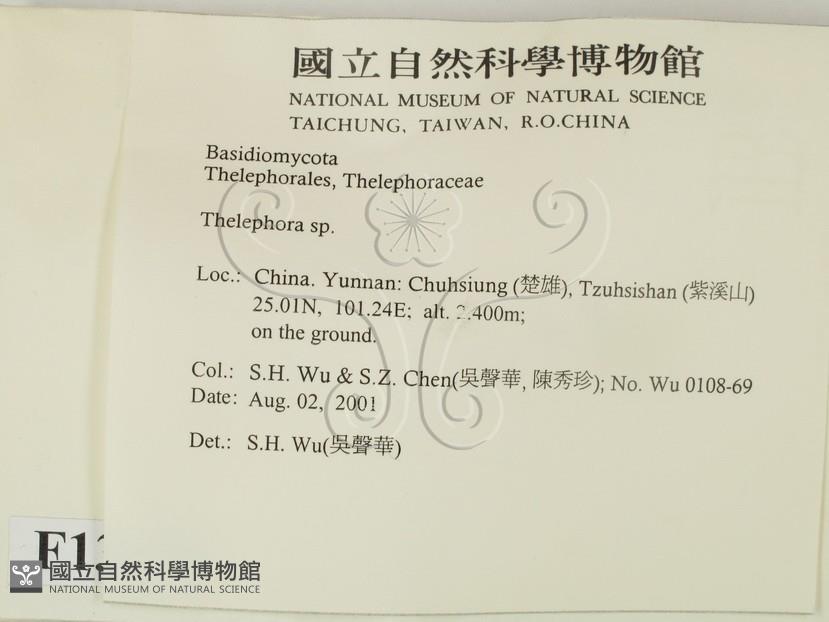 國立自然科學博物館
NATIONAL MUSEUM OF NATURAL SCIENCE
TAICHUNG, TAIWAN, R.O.CHINA
Basidiomycota
Thelephorales, Thelephoraceae
Thelephora sp.
Loc.: China. Yunnan: Chuhsiung (楚雄), Tzuhsishan (紫溪山)
25.01N, 101.24E; alt. 2.400m;
on the ground.
Col.: S.H. Wu & S.Z. Chen(吳聲華, 陳秀珍); No. Wu 0108-69
Date: Aug. 02, 2001
Det.: S.H. Wu(吳聲華)
國立自然科學博物館
NATIONAL MUSEUM OF NATURAL SCIENCE